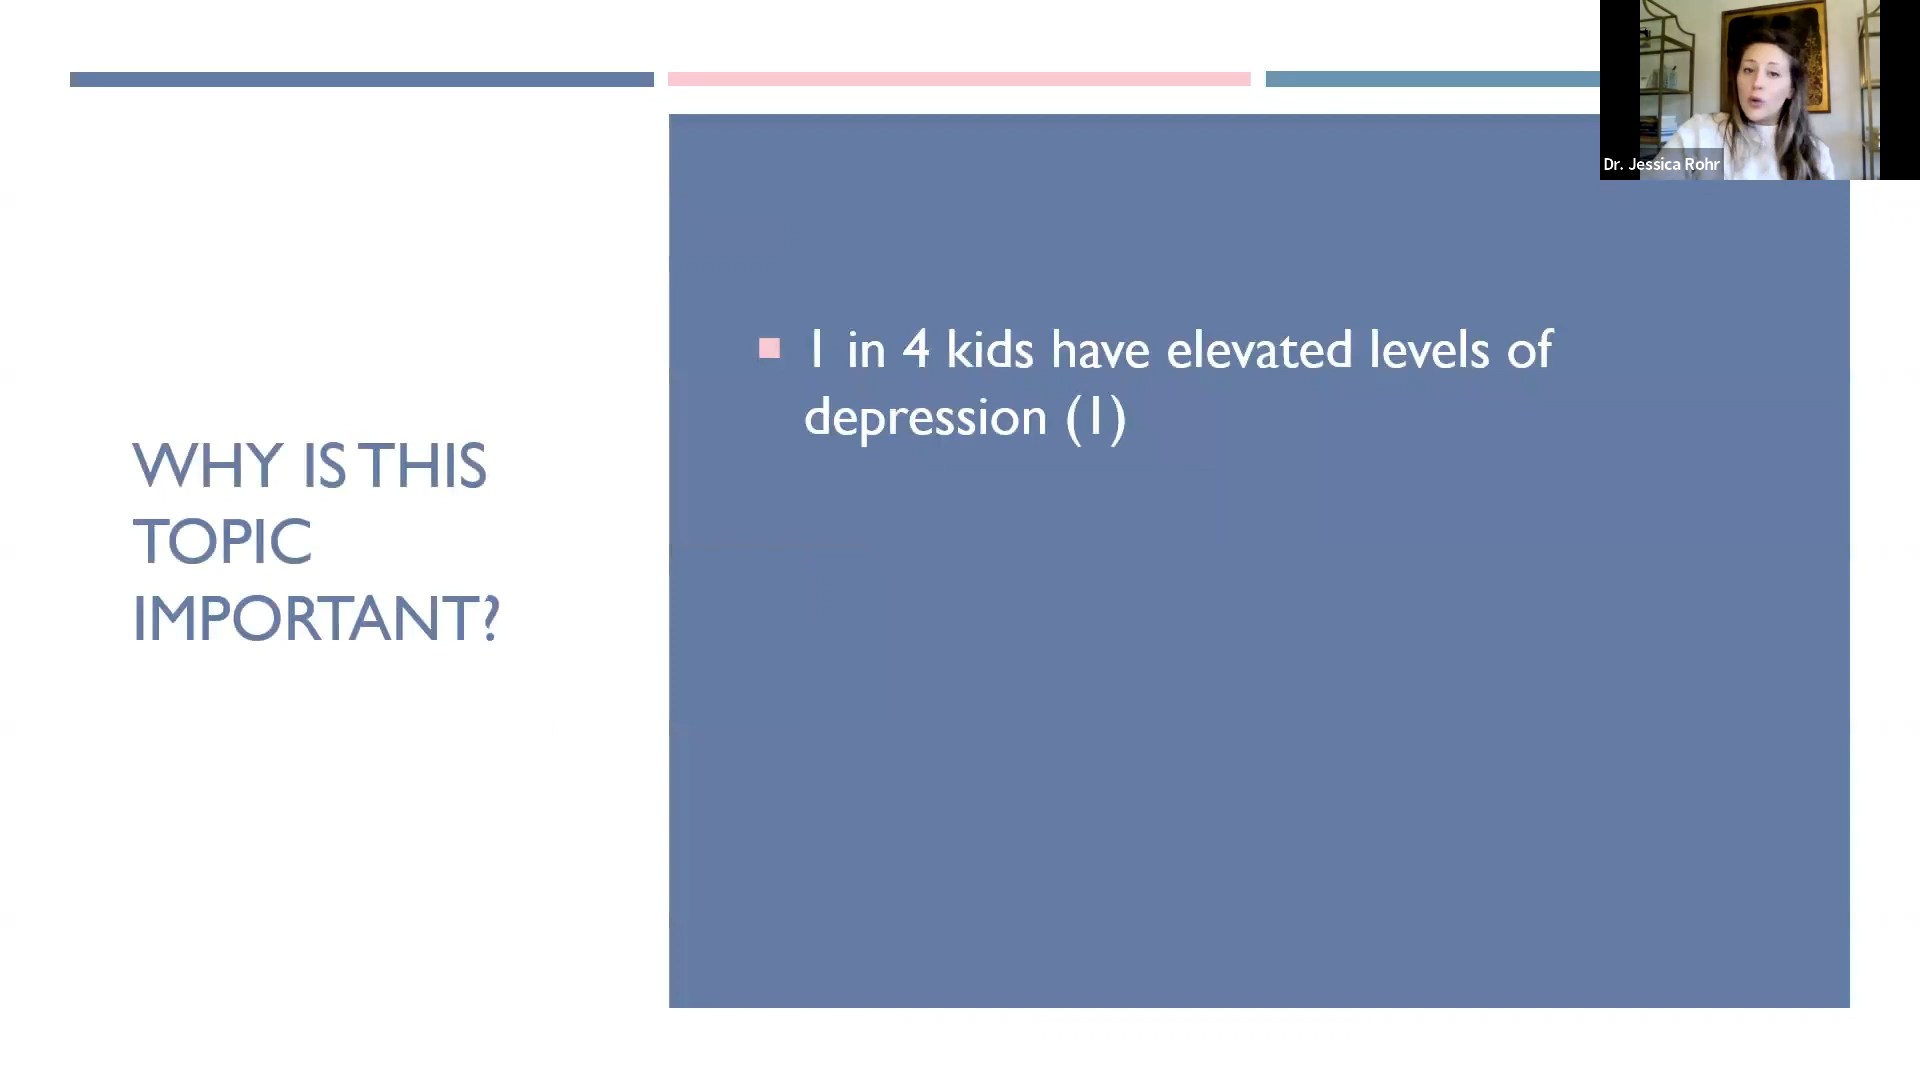 Dr. Jessica Rohr
WHY IS THIS
TOPIC
IMPORTANT?
1 in 4 kids have elevated levels of
depression (1)